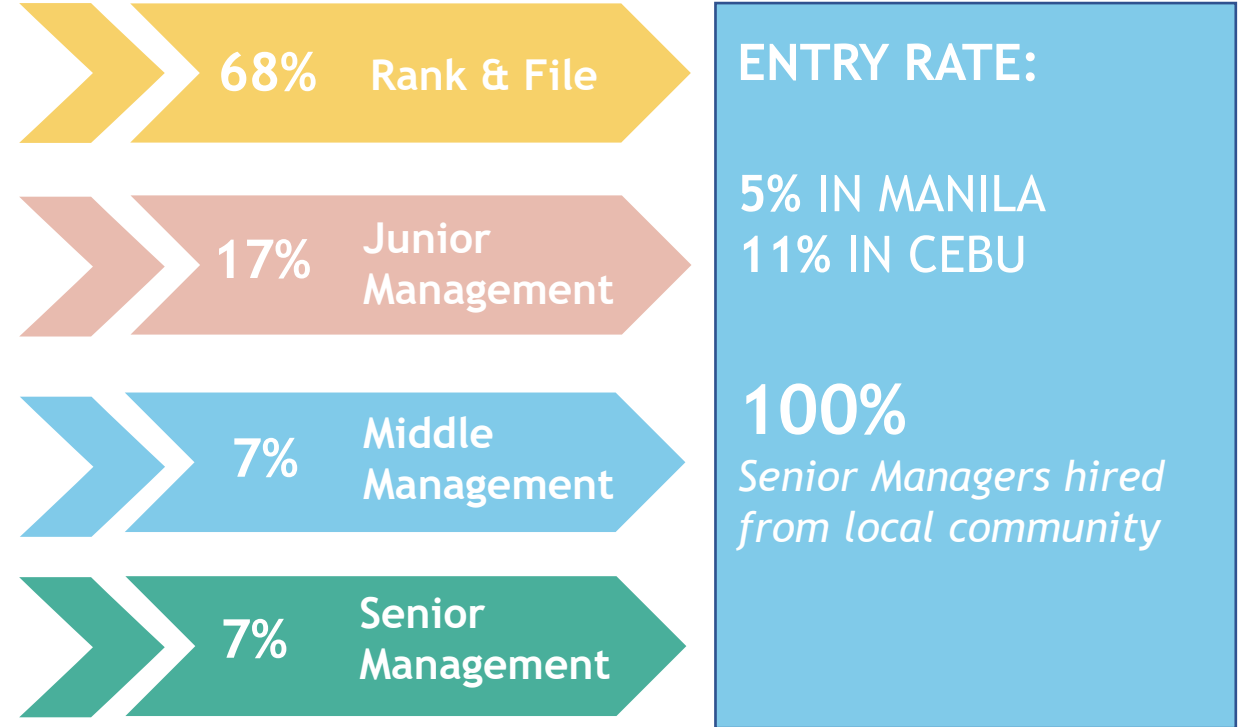 68% Rank & File
17% Junior
Management
7% Middle
Management
7% Senior
Management
ENTRY RATE:
5% IN MANILA
11% IN CEBU
100%
Senior Managers hired
from local community